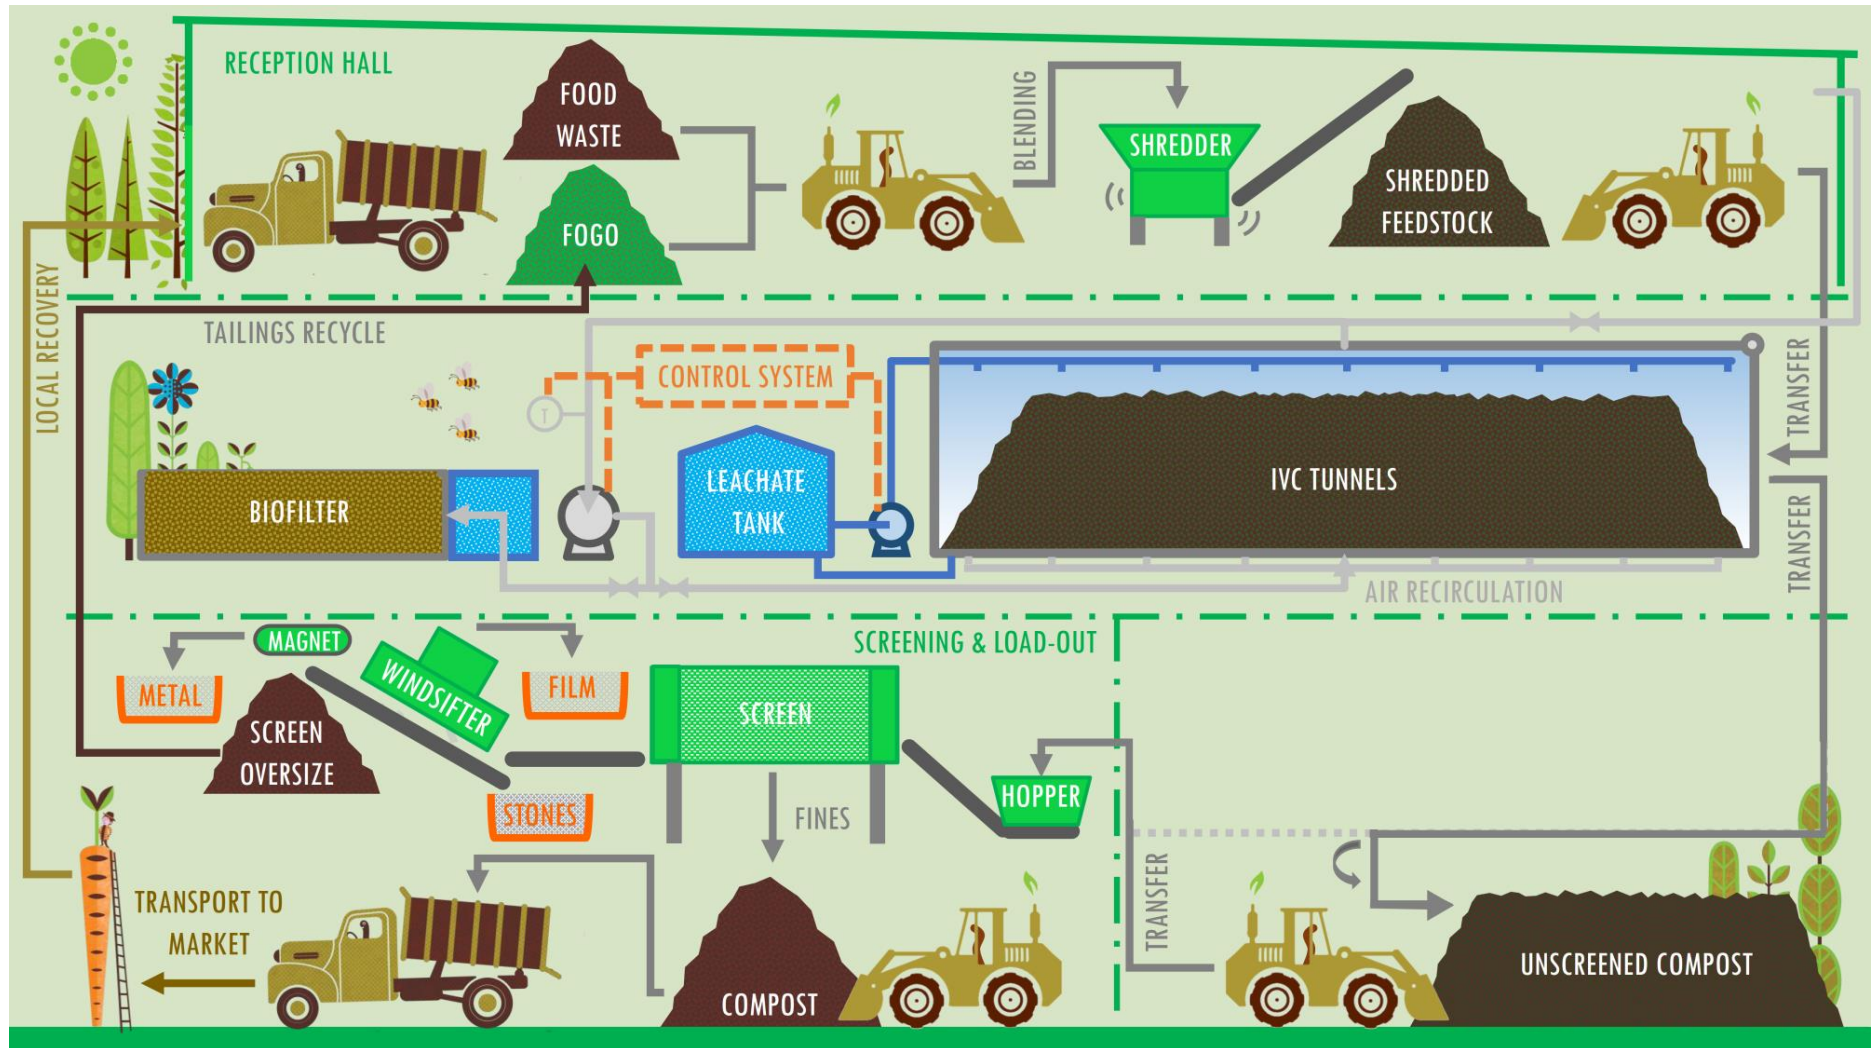 RECEPTION HALL
FOOD
WASTE
FOGO
BLENDING
SHREDDER
SHREDDED
FEEDSTOCK
LOCAL RECOVERY
TAILINGS RECYCLE
CONTROL SYSTEM
T
TRANSFER
BIOFILTER
LEACHATE
TANK
IVC TUNNELS
TRANSFER
AIR RECIRCULATION
SCREENING & LOAD-OUT
MAGNET
METAL
WINDSIFTER
FILM
SCREEN
SCREEN
OVERSIZE
STONES
FINES
HOPPER
TRANSFER
TRANSPORT TO
MARKET
COMPOST
UNSCREENED COMPOST